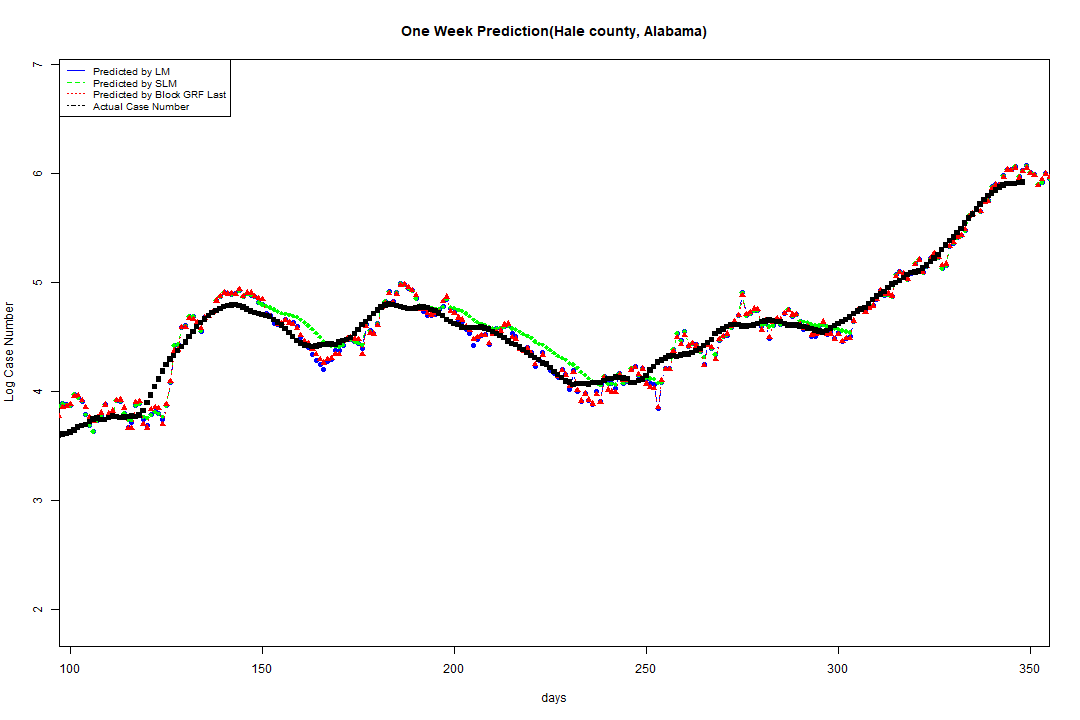 One Week Prediction(Hale county, Alabama)
Predicted by LM
Predicted by SLM
Predicted by Block GRF Last
Actual Case Number
7
6
5
4
3
2
Log Case Number
100 150 200 250 300 350
days